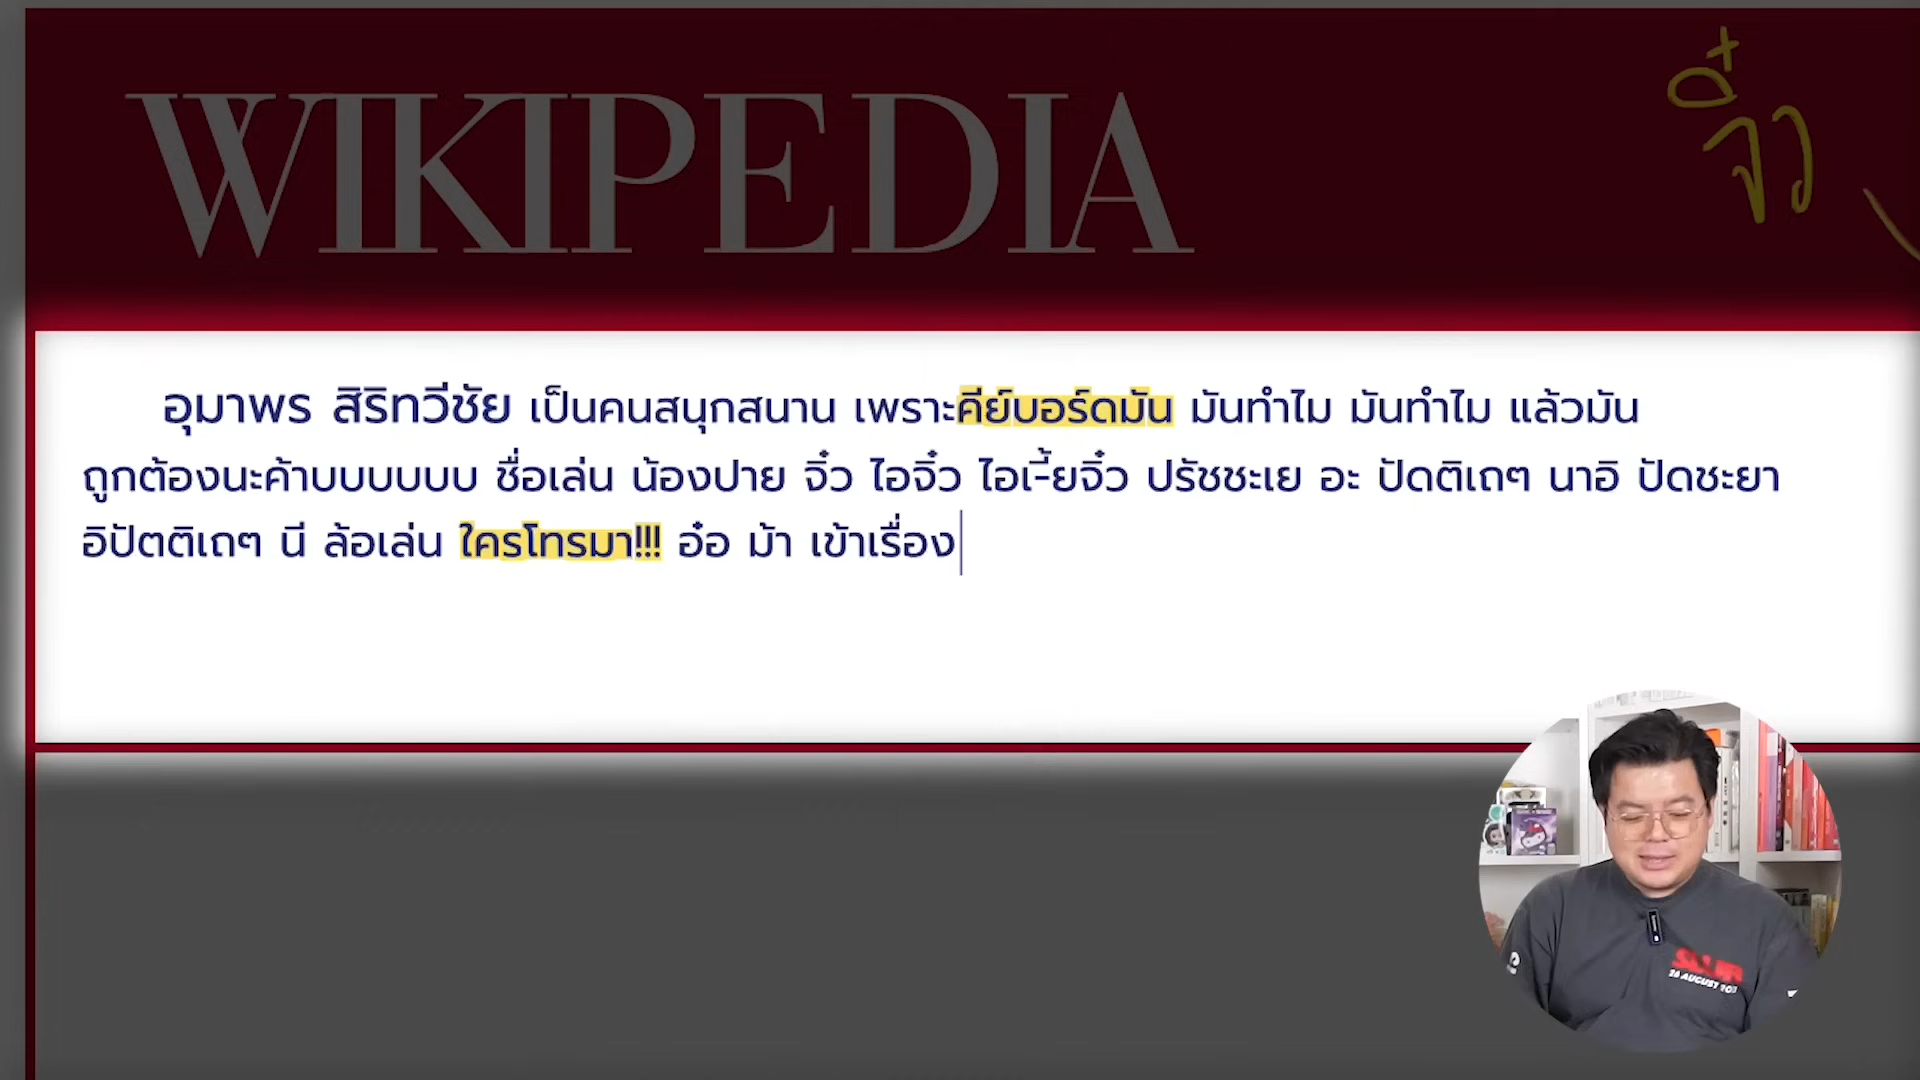 WIKIPEDIA
จิ๋ว
อุมาพร สิริทวีชัย เป็นคนสนุกสนาน เพราะคีย์บอร์ดมัน มันทำไม มันทำไม แล้วมัน
ถูกต้องนะค้าบบบบบบ ชื่อเล่น น้องปาย จิ๋ว ไอจิ๋ว ไอเ-ี้ยจิ๋ว ปรัชชะเย อะ ปัดติเถๆ นาอิ ปัดชะยา
อิปัตติเถๆ นี ล้อเล่น ใครโทรมา!!! อ๋อ ม้า เข้าเรื่อง
26 AUGUST